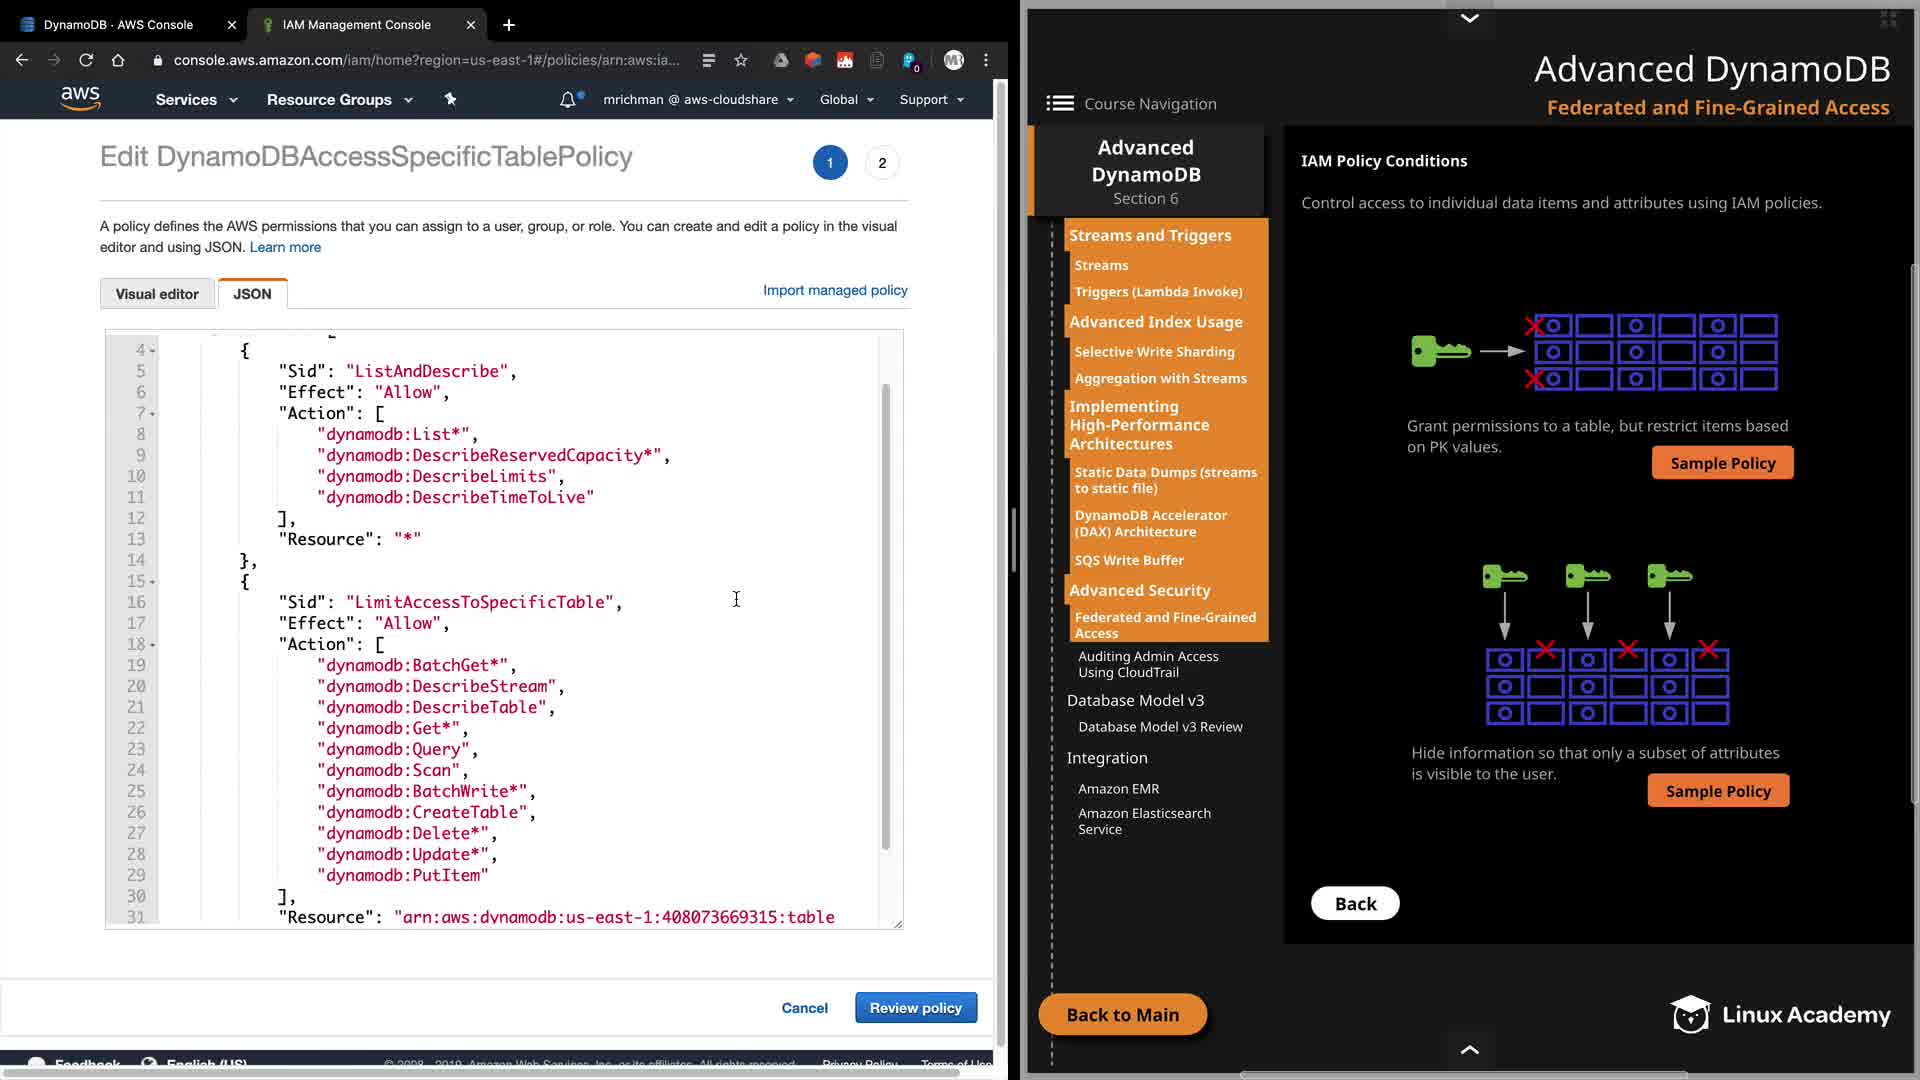 DynamoDB · AWS Console
IAM Management Console
console.aws.amazon.com/iam/home?region=us-east-1#/policies/arn:aws:ia...
0
MR
aws
Services
Resource Groups
mrichman @ aws-cloudshare
Global
Support
Edit DynamoDBAccessSpecificTablePolicy
1
2
A policy defines the AWS permissions that you can assign to a user, group, or role. You can create and edit a policy in the visual
editor and using JSON. Learn more
Visual editor
JSON
Import managed policy
4 {
5 "Sid": "ListAndDescribe",
6 "Effect": "Allow",
7 "Action": [
8 "dynamodb:List*",
9 "dynamodb:DescribeReservedCapacity*",
10 "dynamodb:DescribeLimits",
11 "dynamodb:DescribeTimeToLive"
12 ],
13 "Resource": "*"
14 },
15 {
16 "Sid": "LimitAccessToSpecificTable",
17 "Effect": "Allow",
18 "Action": [
19 "dynamodb:BatchGet*",
20 "dynamodb:DescribeStream",
21 "dynamodb:DescribeTable",
22 "dynamodb:Get*",
23 "dynamodb:Query",
24 "dynamodb:Scan",
25 "dynamodb:BatchWrite*",
26 "dynamodb:CreateTable",
27 "dynamodb:Delete*",
28 "dynamodb:Update*",
29 "dynamodb:PutItem"
30 ],
31 "Resource": "arn:aws:dynamodb:us-east-1:408073669315:table
Cancel
Review policy
Feedback
English (US)
© 2008 - 2019, Amazon Web Services, Inc. or its affiliates. All rights reserved.
Privacy Policy
Terms of Use
Advanced DynamoDB
Federated and Fine-Grained Access
Course Navigation
Advanced
DynamoDB
Section 6
Streams and Triggers
Streams
Triggers (Lambda Invoke)
Advanced Index Usage
Selective Write Sharding
Aggregation with Streams
Implementing
High-Performance
Architectures
Static Data Dumps (streams
to static file)
DynamoDB Accelerator
(DAX) Architecture
SQS Write Buffer
Advanced Security
Federated and Fine-Grained
Access
Auditing Admin Access
Using CloudTrail
Database Model v3
Database Model v3 Review
Integration
Amazon EMR
Amazon Elasticsearch
Service
Back to Main
IAM Policy Conditions
Control access to individual data items and attributes using IAM policies.
Grant permissions to a table, but restrict items based
on PK values.
Sample Policy
Hide information so that only a subset of attributes
is visible to the user.
Sample Policy
Back
Linux Academy